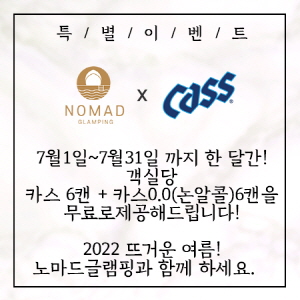 특/별/이/벤/트
NOMAD
GLAMPING
x
cass
7월1일~7월31일 까지 한 달간!
객실당
카스 6캔 + 카스0.0(논알콜)6캔을
무료로제공해드립니다!
2022 뜨거운 여름!
노마드글램핑과 함께 하세요.